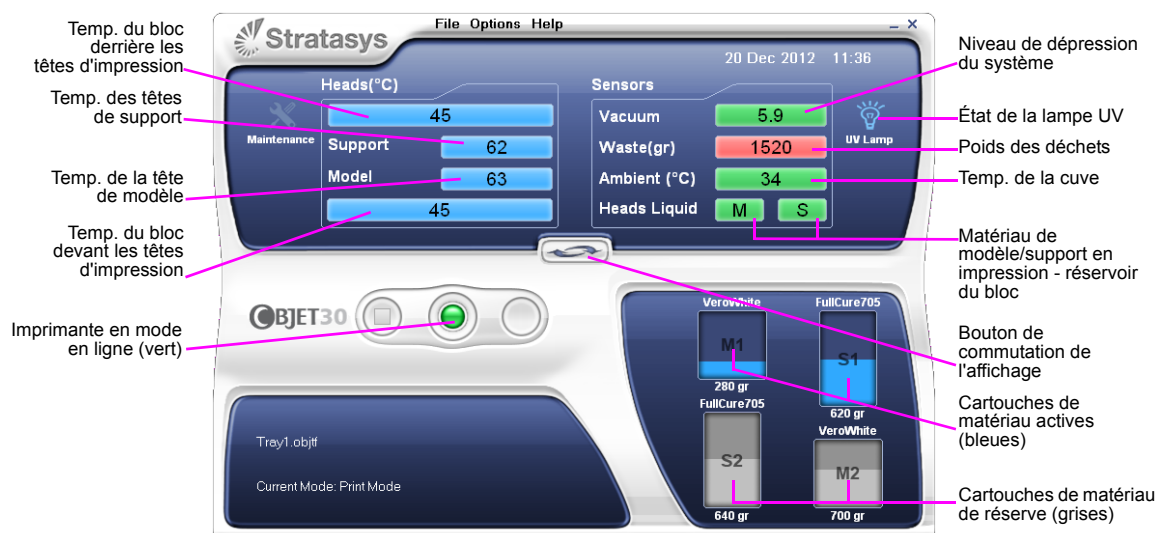 File Options Help
Stratasys
20 Dec 2012 11:36
Temp. du bloc
derrière les
têtes d'impression
Temp. des têtes
de support
Temp. de la tête
de modèle
Temp. du bloc
devant les têtes
d'impression
Imprimante en mode
en ligne (vert)
Maintenance
Heads(°C)
45
Support 62
Model 63
45
Sensors
Vacuum 5.9
Waste(gr) 1520
Ambient (°C) 34
Heads Liquid M S
UV Lamp
Niveau de dépression
du système
État de la lampe UV
Poids des déchets
Temp. de la cuve
Matériau de
modèle/support en
impression - réservoir
du bloc
Bouton de
commutation de
l'affichage
Cartouches de
matériau actives
(bleues)
Cartouches de matériau
de réserve (grises)
OBJET30
VeroWhite
M1
280 gr
FullCure705
S1
620 gr
FullCure705
S2
640 gr
VeroWhite
M2
700 gr
Tray1.objtf
Current Mode: Print Mode